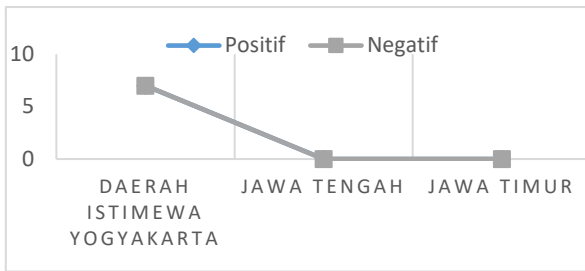 Positif Negatif
10
5
0
DAERAH ISTIMEWA YOGYAKARTA
JAWA TENGAH
JAWA TIMUR